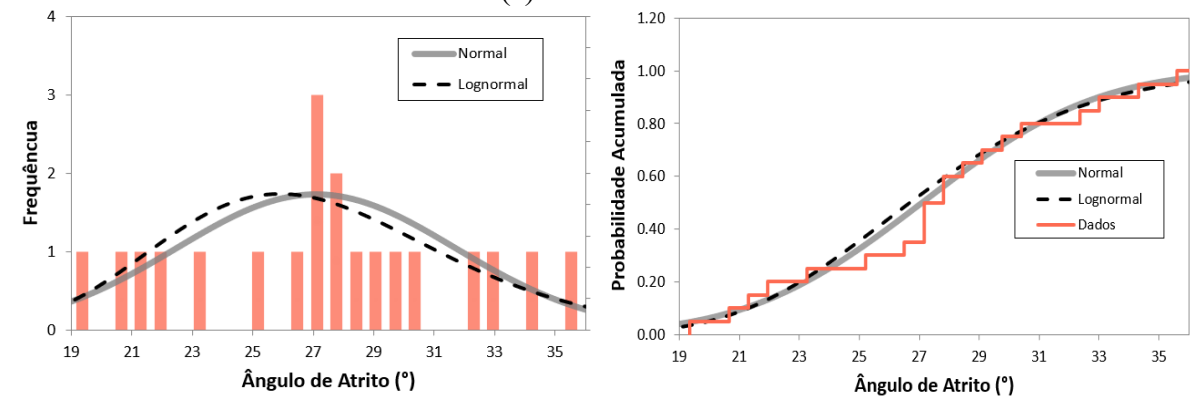 4
3
2
1
0
Frequêncua
19 21 23 25 27 29 31 33 35
Ângulo de Atrito (°)
Normal
Lognormal
1.20
1.00
0.80
0.60
0.40
0.20
0.00
Probabilidade Acumulada
19 21 23 25 27 29 31 33 35
Ângulo de Atrito (°)
Normal
Lognormal
Dados